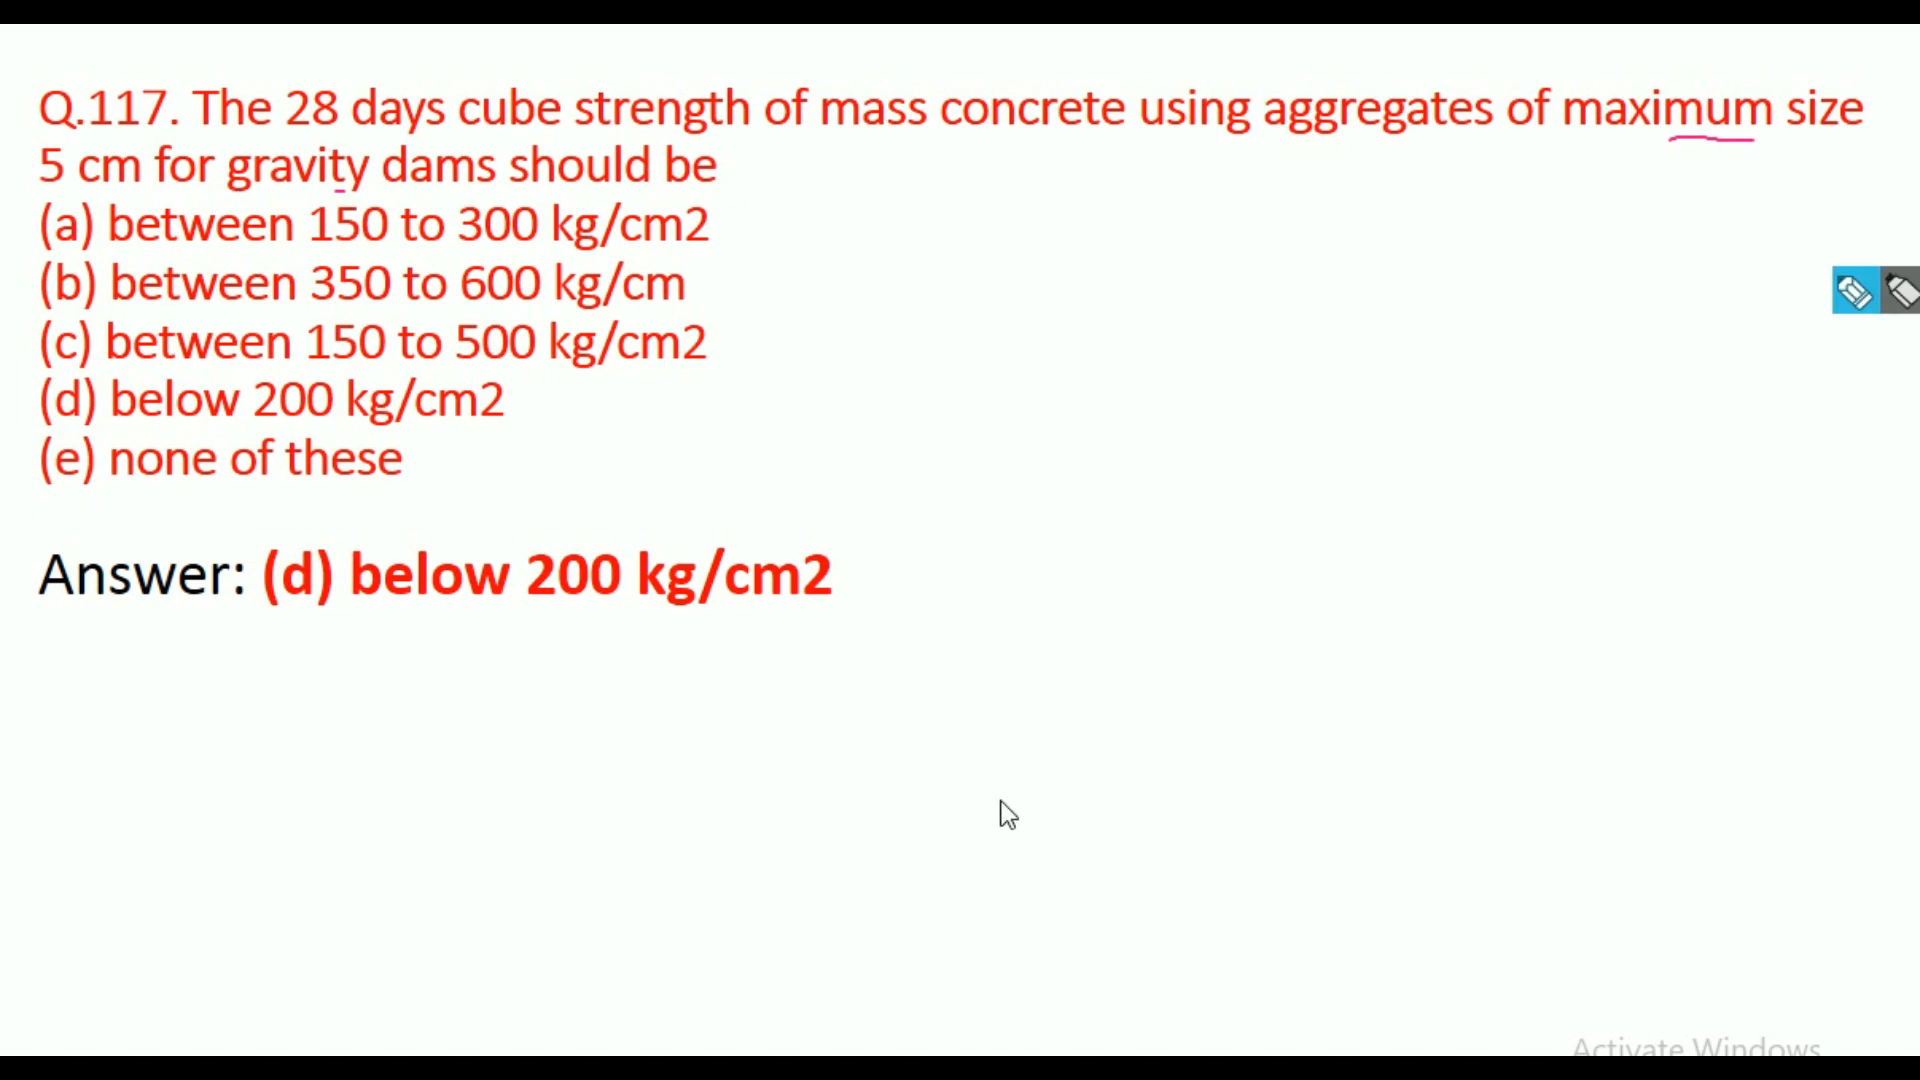 Q.117. The 28 days cube strength of mass concrete using aggregates of maximum size
5 cm for gravity dams should be
(a) between 150 to 300 kg/cm2
(b) between 350 to 600 kg/cm
(c) between 150 to 500 kg/cm2
(d) below 200 kg/cm2
(e) none of these
Answer: (d) below 200 kg/cm2
Activate Windows